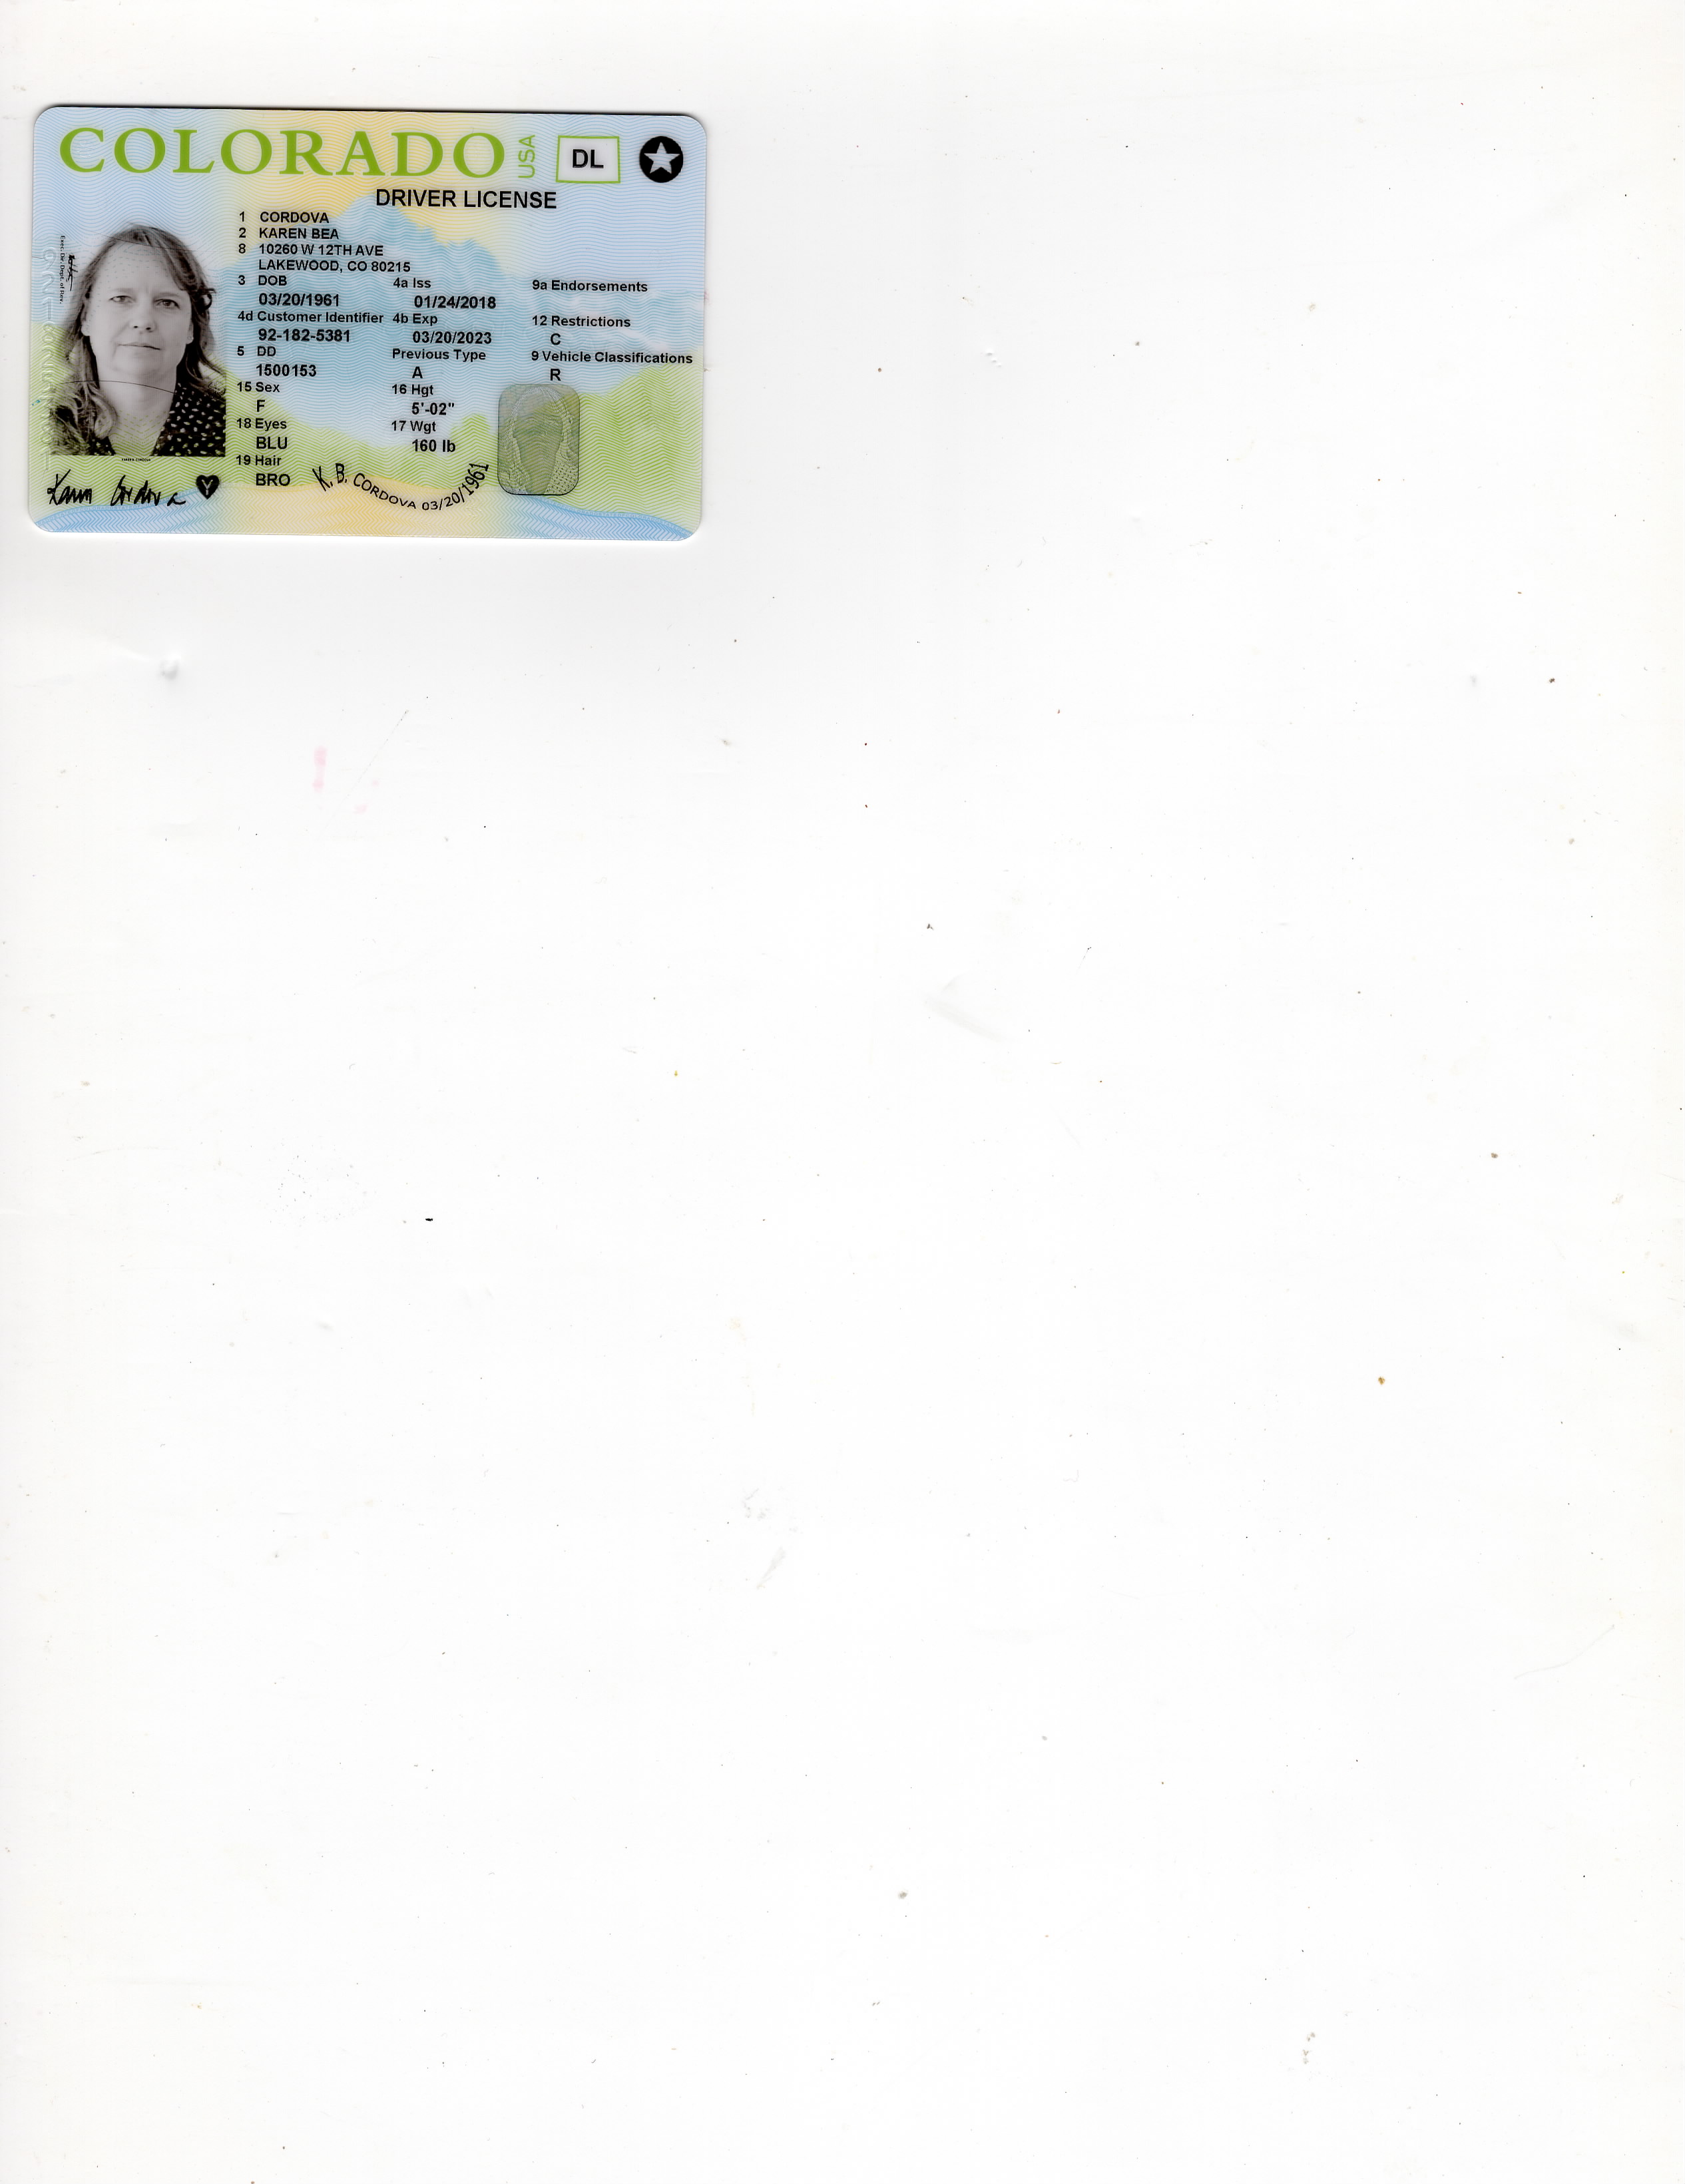 COLORADO USA DL
DRIVER LICENSE
1 CORDOVA
2 KAREN BEA
8 10260 W 12TH AVE
LAKEWOOD, CO 80215
3 DOB 4a Iss 9a Endorsements
03/20/1961 01/24/2018
4d Customer Identifier 4b Exp 12 Restrictions
92-182-5381 03/20/2023 C
5 DD Previous Type 9 Vehicle Classifications
1500153 A R
15 Sex 16 Hgt
F 5'-02"
18 Eyes 17 Wgt
BLU 160 lb
19 Hair
BRO
K. B. CORDOVA 03/20/1961
Karen Cordova
Y
Exec. Dir. Dept. of Rev.